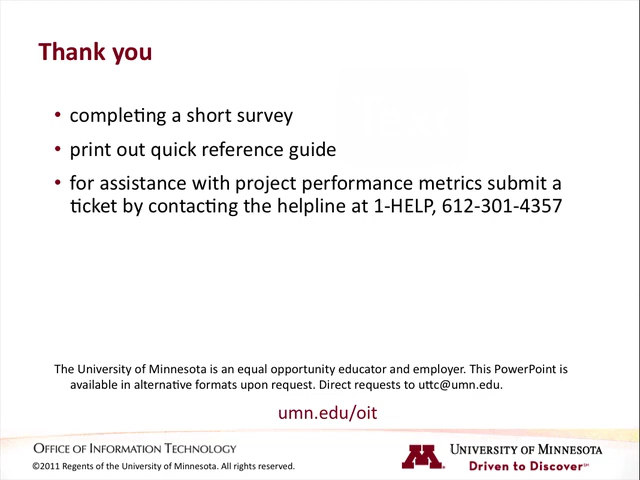 Thank you
• completing a short survey
• print out quick reference guide
• for assistance with project performance metrics submit a
ticket by contacting the helpline at 1-HELP, 612-301-4357
The University of Minnesota is an equal opportunity educator and employer. This PowerPoint is
available in alternative formats upon request. Direct requests to uttc@umn.edu.
umn.edu/oit
OFFICE OF INFORMATION TECHNOLOGY
©2011 Regents of the University of Minnesota. All rights reserved.
M
UNIVERSITY OF MINNESOTA
Driven to Discover℠